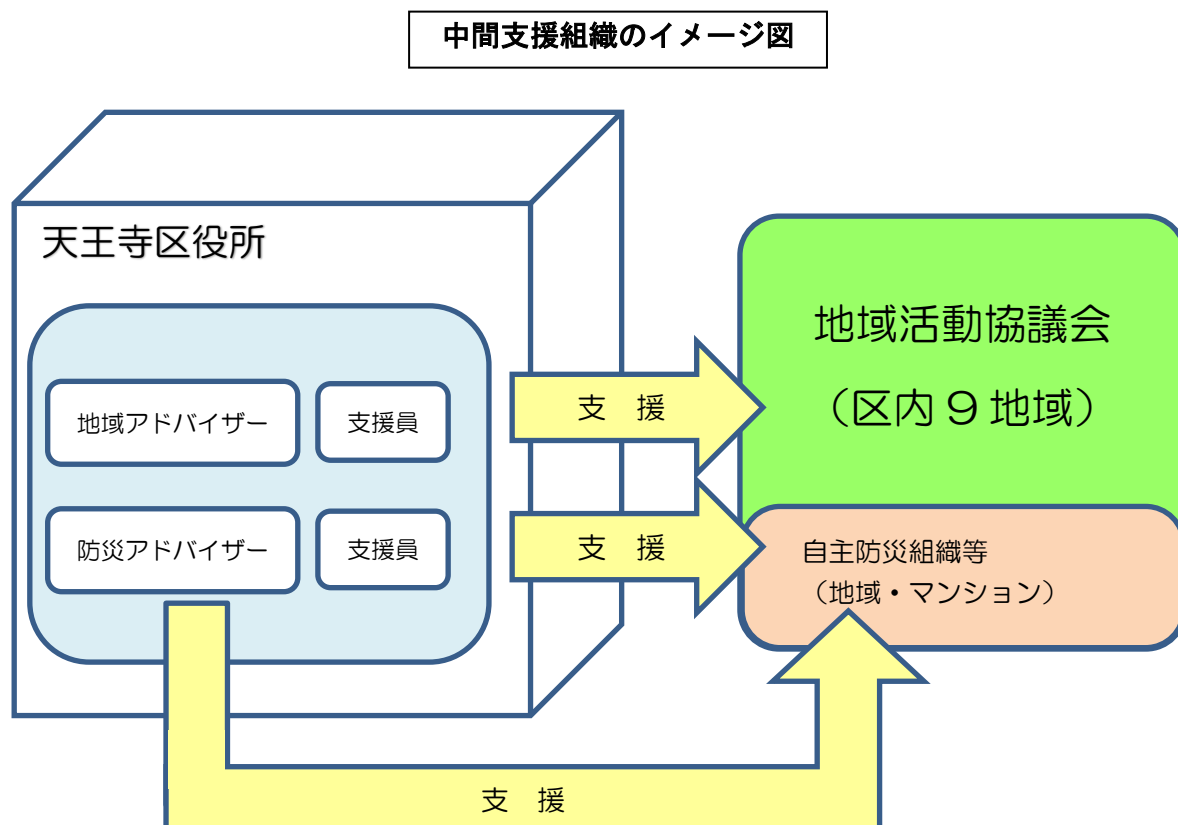 中間支援組織のイメージ図
天王寺区役所
地域アドバイザー
支援員
防災アドバイザー
支援員
支　援
支　援
地域活動協議会
（区内９地域）
自主防災組織等
（地域・マンション）
支　援